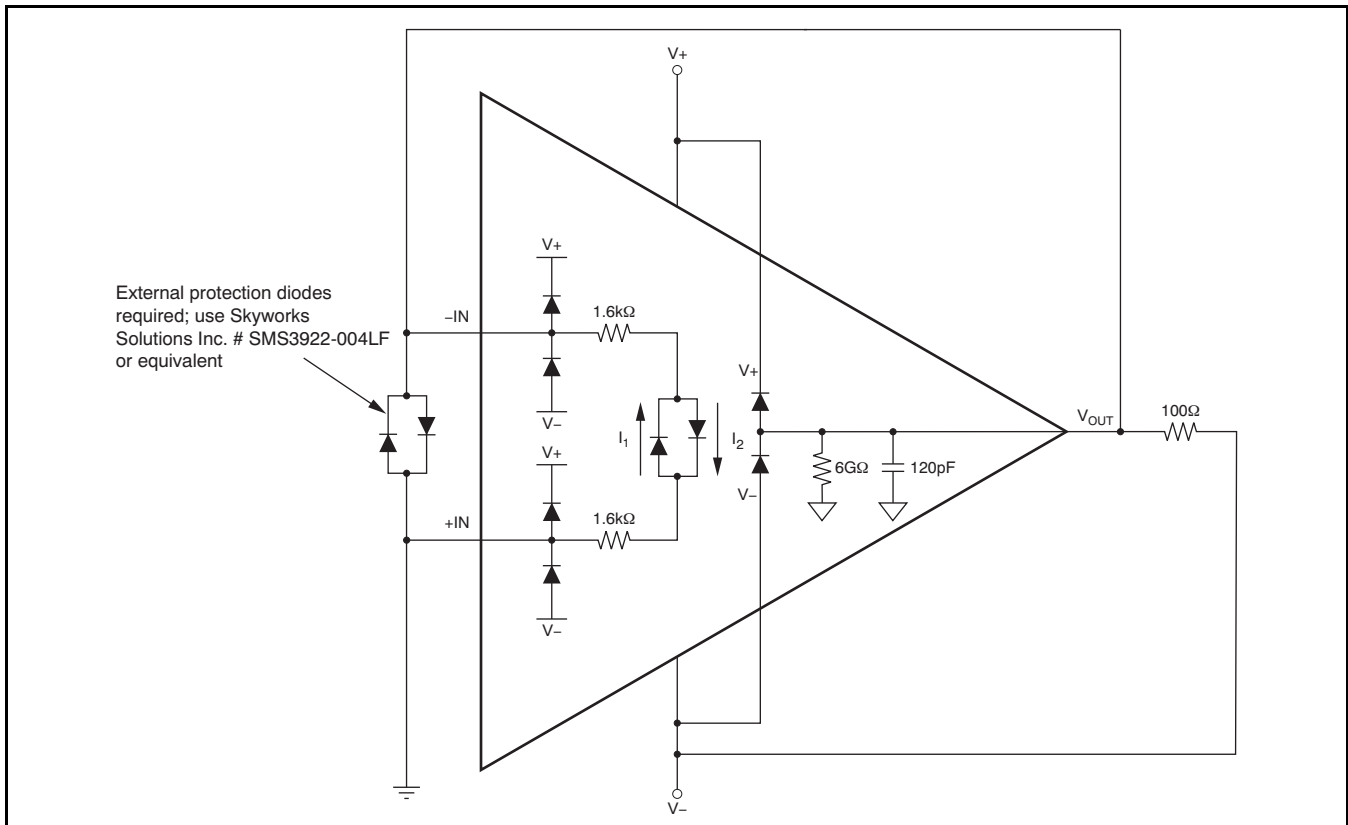 V+
V+
External protection diodes
required; use Skyworks
Solutions Inc. # SMS3922-004LF
or equivalent
–IN
1.6kΩ
V–
V+
V+
I1
I2
VOUT
100Ω
6GΩ
120pF
V–
+IN
1.6kΩ
V–
V–